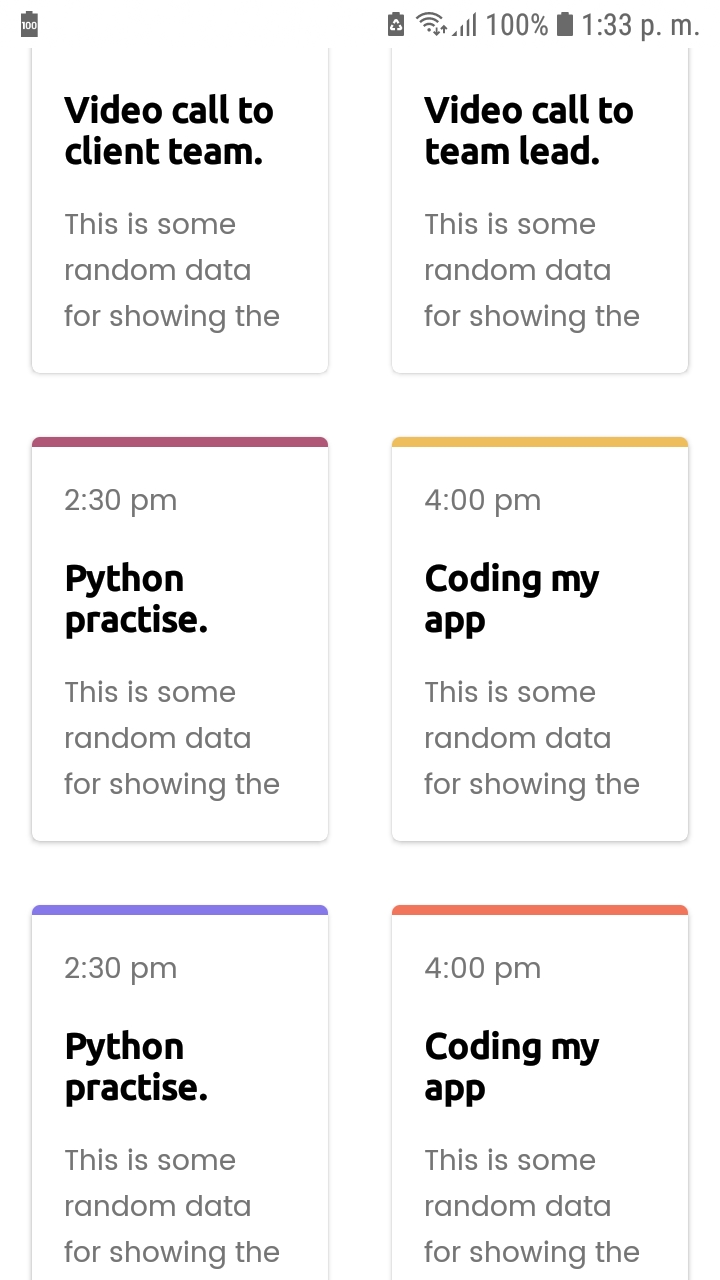 100 100% 1:33 p. m.
Video call to
client team.
This is some
random data
for showing the
Video call to
team lead.
This is some
random data
for showing the
2:30 pm
Python
practise.
This is some
random data
for showing the
4:00 pm
Coding my
app
This is some
random data
for showing the
2:30 pm
Python
practise.
This is some
random data
for showing the
4:00 pm
Coding my
app
This is some
random data
for showing the